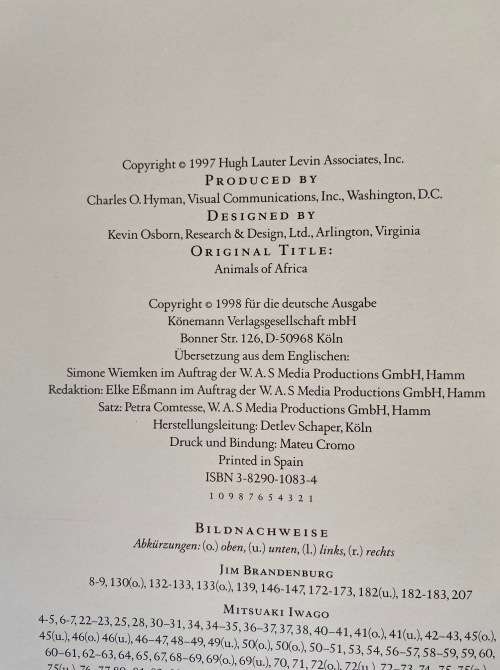 Copyright © 1997 Hugh Lauter Levin Associates, Inc.
PRODUCED BY
Charles O. Hyman, Visual Communications, Inc., Washington, D.C.
DESIGNED BY
Kevin Osborn, Research & Design, Ltd., Arlington, Virginia
ORIGINAL TITLE:
Animals of Africa
Copyright © 1998 für die deutsche Ausgabe
Könemann Verlagsgesellschaft mbH
Bonner Str. 126, D-50968 Köln
Übersetzung aus dem Englischen:
Simone Wiemken im Auftrag der W. A. S Media Productions GmbH, Hamm
Redaktion: Elke Eßmann im Auftrag der W. A. S Media Productions GmbH, Hamm
Satz: Petra Comtesse, W. A. S Media Productions GmbH, Hamm
Herstellungsleitung: Detlev Schaper, Köln
Druck und Bindung: Mateu Cromo
Printed in Spain
ISBN 3-8290-1083-4
10 9 8 7 6 5 4 3 2 1
BILDNACHWEISE
Abkürzungen: (o.) oben, (u.) unten, (l.) links, (r.) rechts
JIM BRANDENBURG
8-9, 130(o.), 132-133, 133(o.), 139, 146-147, 172-173, 182(u.), 182-183, 207
MITSUAKI IWAGO
4-5, 6-7, 22–23, 25, 28, 30–31, 34, 34–35, 36–37, 37, 38, 40–41, 41(o.), 41(u.), 42–43, 45(o.),
45(u.), 46(o.) 46(u.), 46–47, 48–49, 49(u.), 50(o.), 50(o.), 50–51, 53, 54, 56–57, 58–59, 59, 60,
60–61, 62–63, 64, 65, 67, 68–69, 69(o.), 69(u.), 70, 71, 72(o.), 72(u.), 72–73, 74,